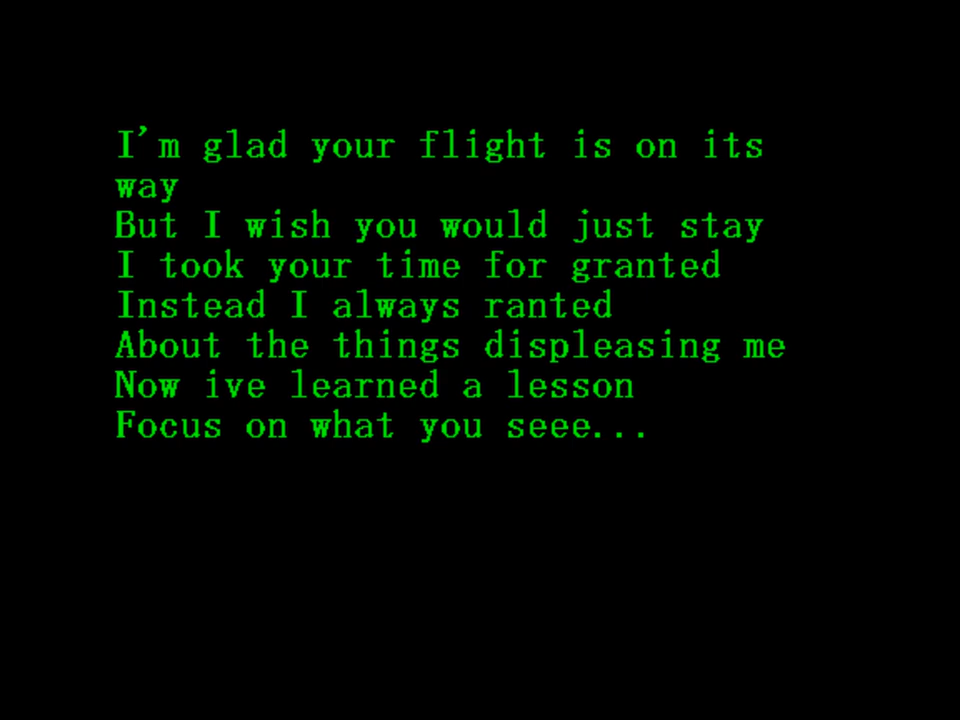 I'm glad your flight is on its
way
But I wish you would just stay
I took your time for granted
Instead I always ranted
About the things displeasing me
Now ive learned a lesson
Focus on what you seee...